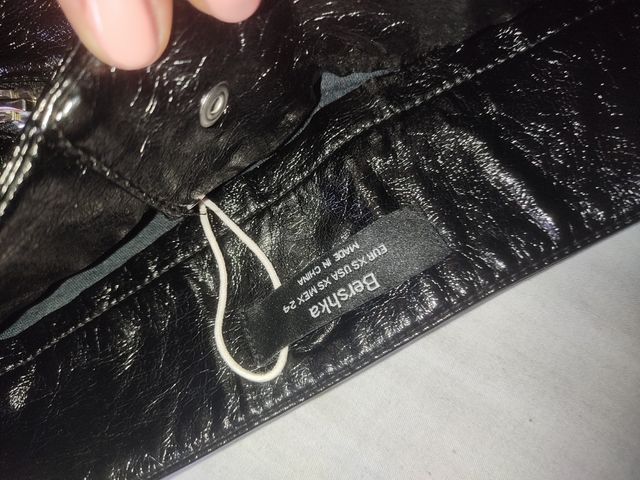 Bershka
EUR XS USA XS MEX 24
MADE IN CHINA